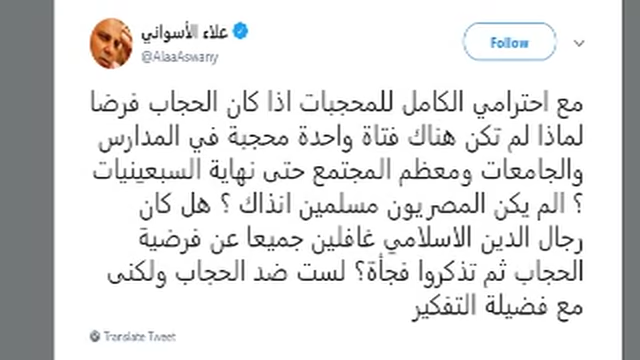 علاء الأسواني
@AlaaAswany
Follow
مع احترامي الكامل للمحجبات اذا كان الحجاب فرضا
لماذا لم تكن هناك فتاة واحدة محجبة في المدارس
والجامعات ومعظم المجتمع حتى نهاية السبعينيات
؟ الم يكن المصريون مسلمين انذاك ؟ هل كان
رجال الدين الاسلامي غافلين جميعا عن فرضية
الحجاب ثم تذكروا فجأة؟ لست ضد الحجاب ولكنى
مع فضيلة التفكير
Translate Tweet